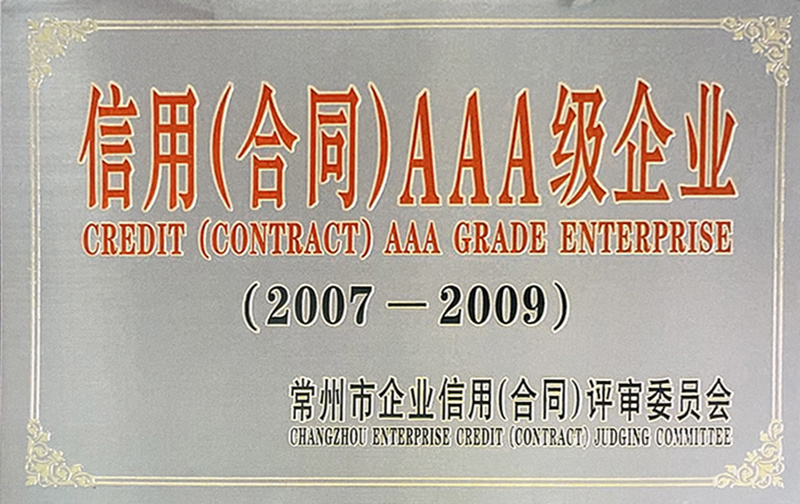 信用(合同)AAA级企业
CREDIT (CONTRACT) AAA GRADE ENTERPRISE
(2007－2009)
常州市企业信用(合同)评审委员会
CHANGZHOU ENTERPRISE CREDIT (CONTRACT) JUDGING COMMITTEE